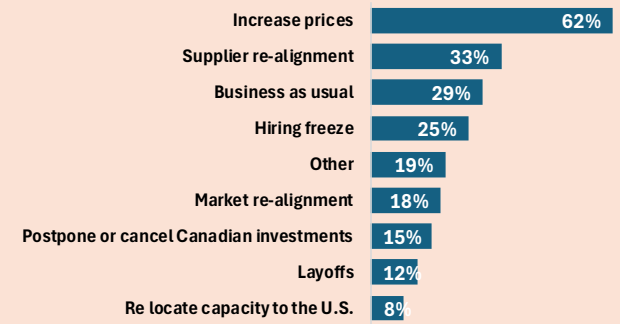 Increase prices 62%
Supplier re-alignment 33%
Business as usual 29%
Hiring freeze 25%
Other 19%
Market re-alignment 18%
Postpone or cancel Canadian investments 15%
Layoffs 12%
Re locate capacity to the U.S. 8%